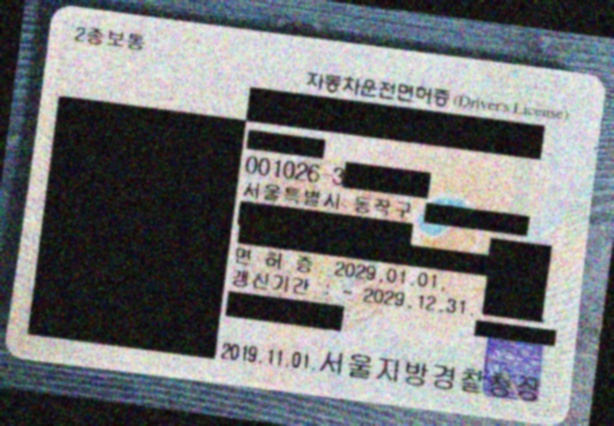 2종보통
자동차운전면허증 (Driver's License)
001026-3
서울특별시 동작구
면 허 증 2029.01.01.
갱신기간 : ~ 2029.12.31.
2019.11.01. 서울지방경찰청장